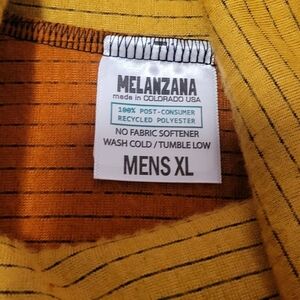 MELANZANA
made in COLORADO USA
100% POST-CONSUMER
RECYCLED POLYESTER
NO FABRIC SOFTENER
WASH COLD / TUMBLE LOW
MENS XL